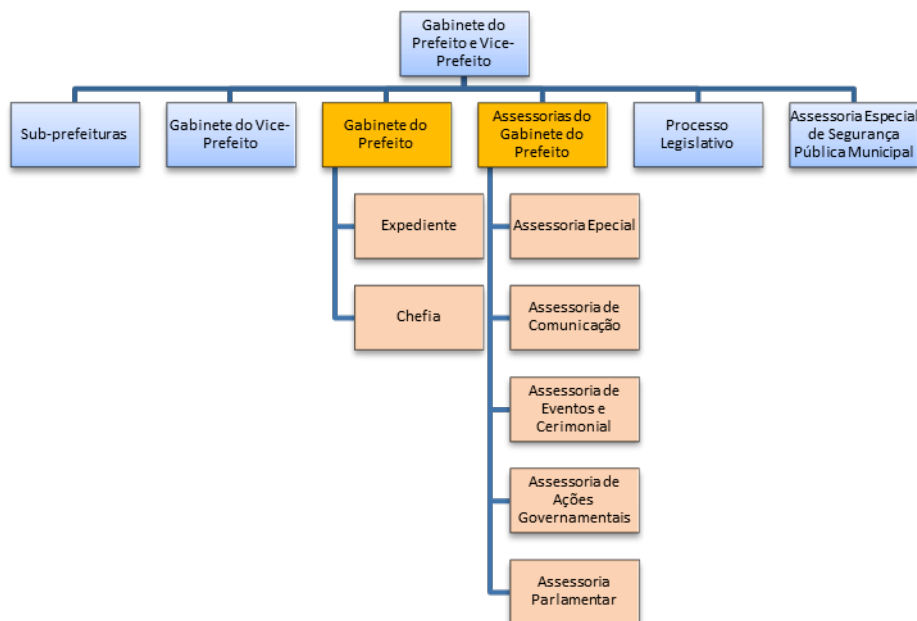 Gabinete do
Prefeito e Vice-
Prefeito
Sub-prefeituras
Gabinete do Vice-
Prefeito
Gabinete do
Prefeito
Assessorias do
Gabinete do
Prefeito
Processo
Legislativo
Assessoria Especial
de Segurança
Pública Municipal
Expediente
Chefia
Assessoria Epecial
Assessoria de
Comunicação
Assessoria de
Eventos e
Cerimonial
Assessoria de
Ações
Governamentais
Assessoria
Parlamentar